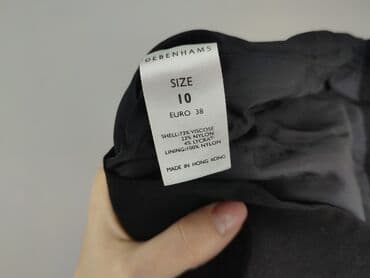 DEBENHAMS
SIZE
10
EURO 38
SHELL:73% VISCOSE
23% NYLON
4% LYCRA
LINING:100% NYLON
MADE IN HONG KONG